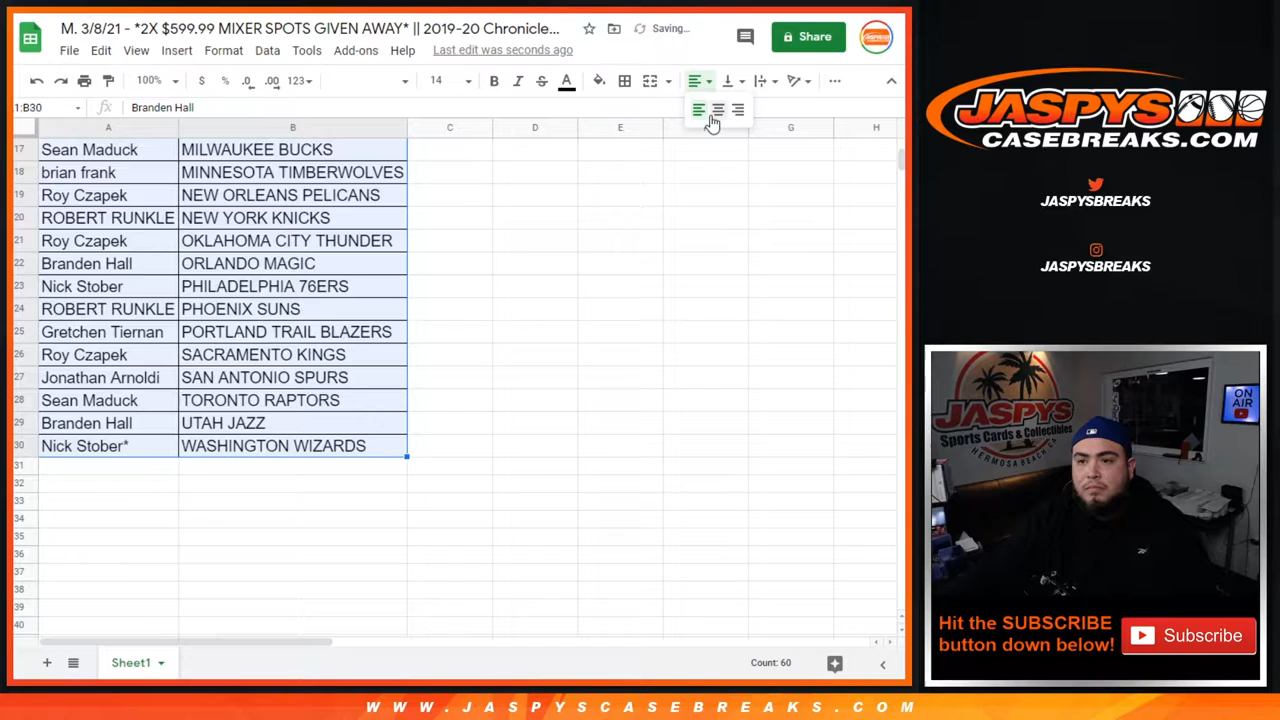 M. 3/8/21 - *2X $599.99 MIXER SPOTS GIVEN AWAY* || 2019-20 Chronicle...
Saving...
Share
File Edit View Insert Format Data Tools Add-ons Help Last edit was seconds ago
100% $ % .0 .00 123 14 B I S A
1:B30 fx Branden Hall
A B C D E G H
17 Sean Maduck MILWAUKEE BUCKS
18 brian frank MINNESOTA TIMBERWOLVES
19 Roy Czapek NEW ORLEANS PELICANS
20 ROBERT RUNKLE NEW YORK KNICKS
21 Roy Czapek OKLAHOMA CITY THUNDER
22 Branden Hall ORLANDO MAGIC
23 Nick Stober PHILADELPHIA 76ERS
24 ROBERT RUNKLE PHOENIX SUNS
25 Gretchen Tiernan PORTLAND TRAIL BLAZERS
26 Roy Czapek SACRAMENTO KINGS
27 Jonathan Arnoldi SAN ANTONIO SPURS
28 Sean Maduck TORONTO RAPTORS
29 Branden Hall UTAH JAZZ
30 Nick Stober* WASHINGTON WIZARDS
31
32
33
34
35
36
37
38
39
40
Sheet1 Count: 60
JASPYS
CASEBREAKS.COM
JASPYSBREAKS
JASPYSBREAKS
JASPYS
Sports Cards & Collectibles
HERMOSA BEACH, CA
ON AIR
Hit the SUBSCRIBE
button down below!
Subscribe
WWW.JASPYSCASEBREAKS.COM